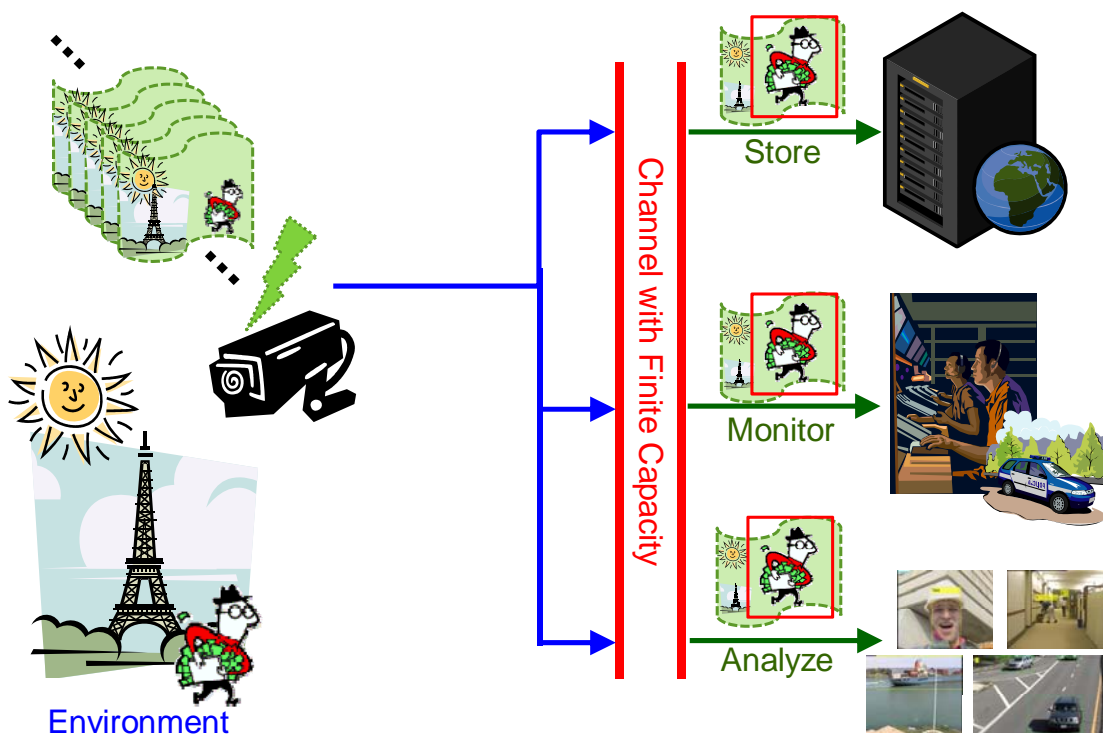 Store
Channel with Finite Capacity
Monitor
Analyze
Environment